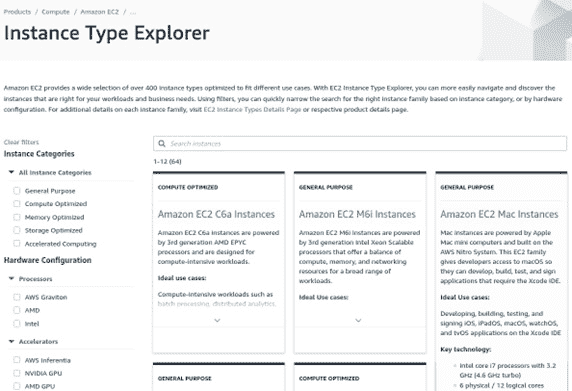 Products / Compute / Amazon EC2 / ...
Instance Type Explorer
Amazon EC2 provides a wide selection of over 400 instance types optimized to fit different use cases. With EC2 Instance Type Explorer, you can more easily navigate and discover the
instances that are right for your workloads and business needs. Using filters, you can quickly narrow the search for the right instance family based on instance category, or by hardware
configuration. For additional details on each instance family, visit EC2 Instance Types Details Page or respective product details page.
Clear filters
Instance Categories
All Instance Categories
General Purpose
Compute Optimized
Memory Optimized
Storage Optimized
Accelerated Computing
Hardware Configuration
Processors
AWS Graviton
AMD
Intel
Accelerators
AWS Inferentia
NVIDIA GPU
AMD GPU
Search instances
1-12 (64)
COMPUTE OPTIMIZED
Amazon EC2 C6a Instances
Amazon EC2 C6a instances are powered
by 3rd generation AMD EPYC
processors and are designed for
compute-intensive workloads.
Ideal use cases:
Compute-intensive workloads such as
batch processing, distributed analytics,
GENERAL PURPOSE
Amazon EC2 M6i Instances
Amazon EC2 M6i Instances are powered
by 3rd generation Intel Xeon Scalable
processors that offer a balance of
compute, memory, and networking
resources for a broad range of
workloads.
Ideal Use Cases:
GENERAL PURPOSE
Amazon EC2 Mac Instances
Mac instances are powered by Apple
Mac mini computers and built on the
AWS Nitro System. This EC2 family
gives developers access to macOS so
they can develop, build, test, and sign
applications that require the Xcode IDE.
Ideal Use Cases:
Developing, building, testing, and
signing iOS, iPadOS, macOS, watchOS,
and tvOS applications on the Xcode IDE
Key technology:
Intel core i7 processors with 3.2
GHz (4.6 GHz turbo)
6 physical / 12 logical cores
GENERAL PURPOSE
COMPUTE OPTIMIZED